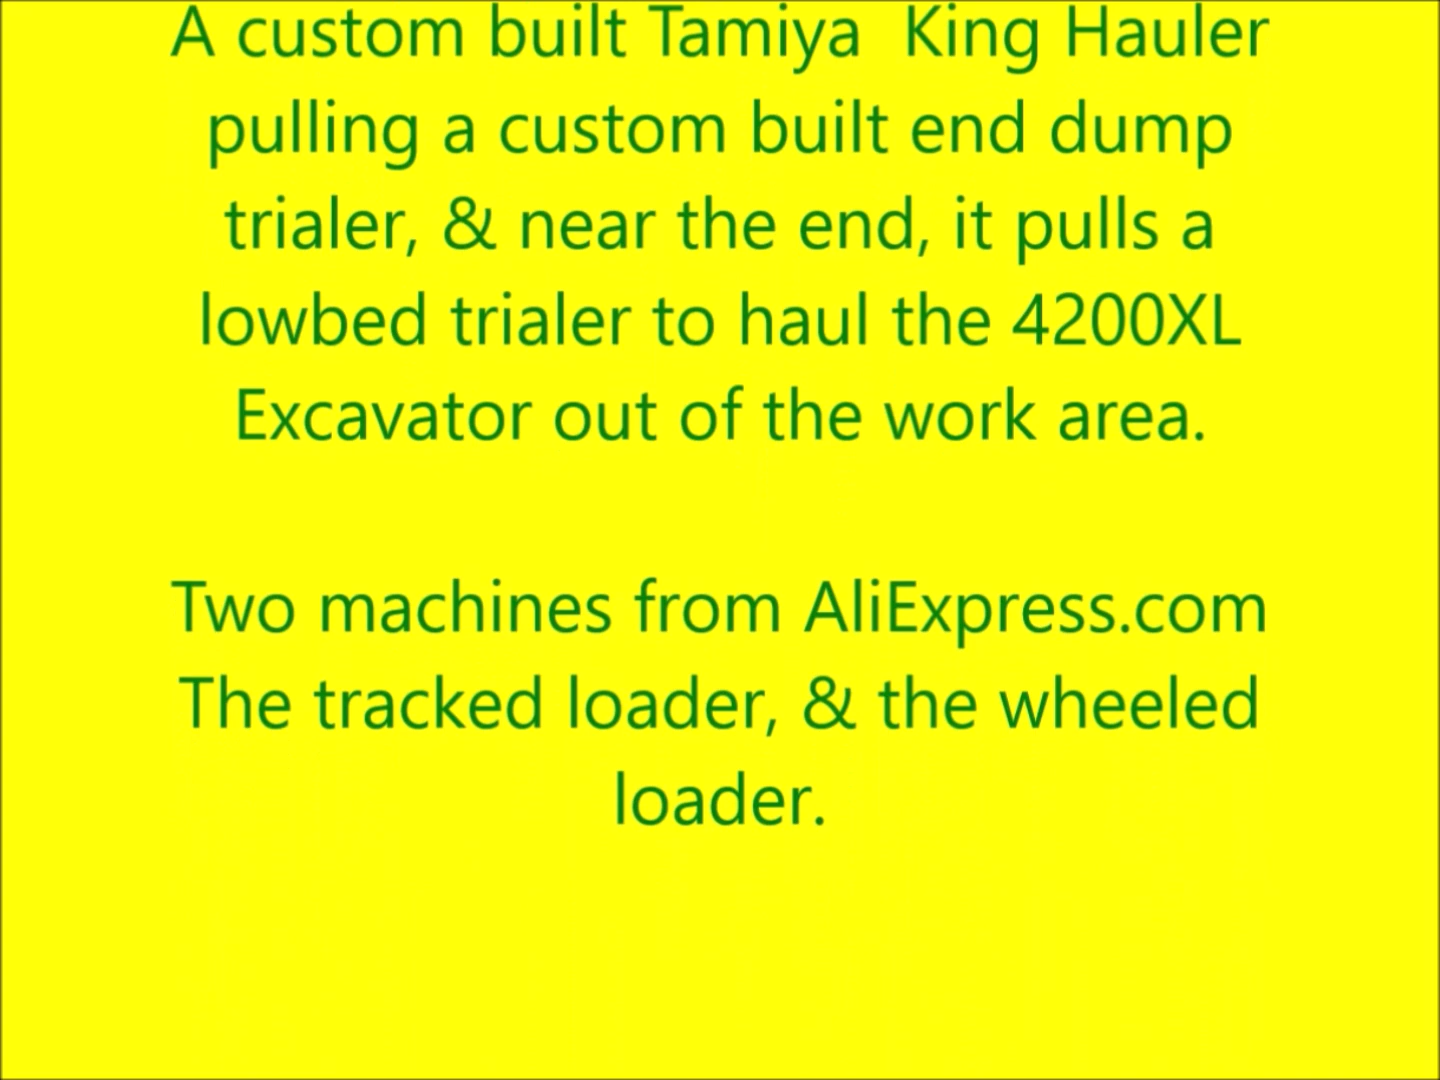 A custom built Tamiya  King Hauler
pulling a custom built end dump
trialer, & near the end, it pulls a
lowbed trialer to haul the 4200XL
Excavator out of the work area.
Two machines from AliExpress.com
The tracked loader, & the wheeled
loader.